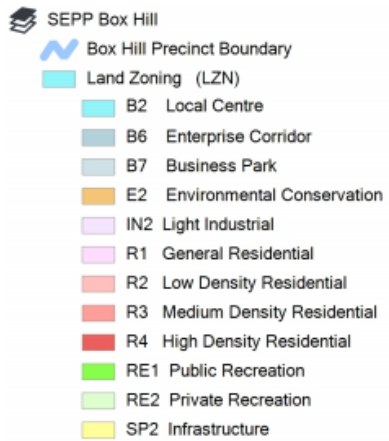 SEPP Box Hill
Box Hill Precinct Boundary
Land Zoning (LZN)
B2 Local Centre
B6 Enterprise Corridor
B7 Business Park
E2 Environmental Conservation
IN2 Light Industrial
R1 General Residential
R2 Low Density Residential
R3 Medium Density Residential
R4 High Density Residential
RE1 Public Recreation
RE2 Private Recreation
SP2 Infrastructure